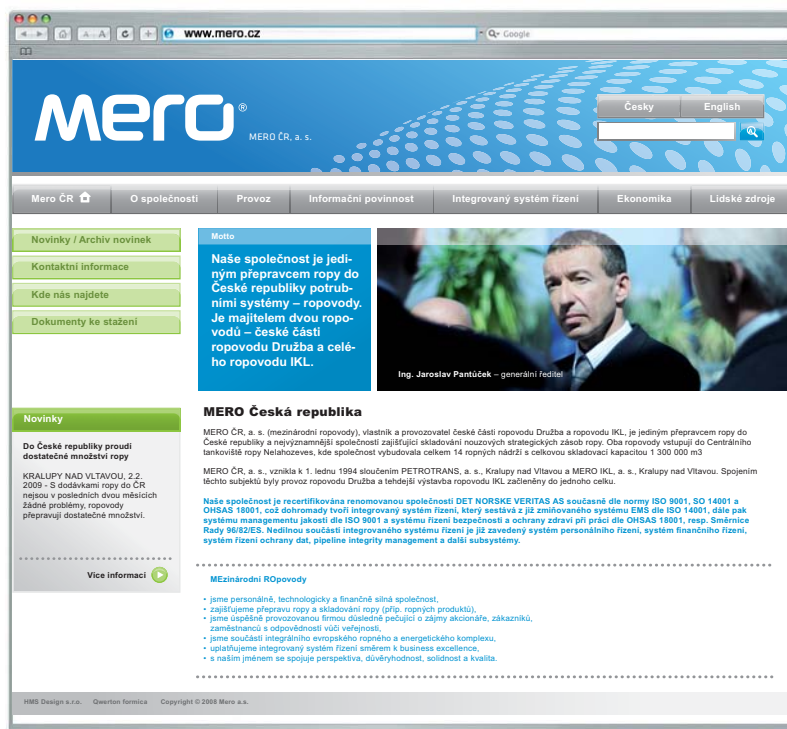 www.mero.cz
Google
A A
Mero®
MERO ČR, a. s.
Česky
English
Mero ČR
O společnosti
Provoz
Informační povinnost
Integrovaný systém řízení
Ekonomika
Lidské zdroje
Novinky / Archiv novinek
Kontaktní informace
Kde nás najdete
Dokumenty ke stažení
Motto
Naše společnost je jedi-
ným přepravcem ropy do
České republiky potrub-
ními systémy – ropovody.
Je majitelem dvou ropo-
vodů – české části
ropovodu Družba a celé-
ho ropovodu IKL.
Ing. Jaroslav Pantůček – generální ředitel
Novinky
Do České republiky proudí
dostatečné množství ropy
KRALUPY NAD VLTAVOU, 2.2.
2009 - S dodávkami ropy do ČR
nejsou v posledních dvou měsících
žádné problémy, ropovody
přepravují dostatečné množství.
Více informací
MERO Česká republika
MERO ČR, a. s. (mezinárodní ropovody), vlastník a provozovatel české části ropovodu Družba a ropovodu IKL, je jediným přepravcem ropy do
České republiky a nejvýznamnější společností zajišťující skladování nouzových strategických zásob ropy. Oba ropovody vstupují do Centrálního
tankoviště ropy Nelahozeves, kde společnost vybudovala celkem 14 ropných nádrží s celkovou skladovací kapacitou 1 300 000 m3
MERO ČR, a. s., vznikla k 1. lednu 1994 sloučením PETROTRANS, a. s., Kralupy nad Vltavou a MERO IKL, a. s., Kralupy nad Vltavou. Spojením
těchto subjektů byly provoz ropovodu Družba a tehdejší výstavba ropovodu IKL začleněny do jednoho celku.
Naše společnost je recertifikována renomovanou společností DET NORSKE VERITAS AS současně dle normy ISO 9001, SO 14001 a
OHSAS 18001, což dohromady tvoří integrovaný systém řízení, který sestává z již zmiňovaného systému EMS dle ISO 14001, dále pak
systému managementu jakosti dle ISO 9001 a systému řízení bezpečnosti a ochrany zdraví při práci dle OHSAS 18001, resp. Směrnice
Rady 96/82/ES. Nedílnou součástí integrovaného systému řízení je již zavedený systém personálního řízení, systém finančního řízení,
systém řízení ochrany dat, pipeline integrity management a další subsystémy.
MEzinárodní ROpovody
• jsme personálně, technologicky a finančně silná společnost,
• zajišťujeme přepravu ropy a skladování ropy (příp. ropných produktů),
• jsme úspěšně provozovanou firmou důsledně pečující o zájmy akcionáře, zákazníků,
zaměstnanců s odpovědností vůči veřejnosti,
• jsme součástí integrálního evropského ropného a energetického komplexu,
• uplatňujeme integrovaný systém řízení směrem k business excellence,
• s naším jménem se spojuje perspektiva, důvěryhodnost, solidnost a kvalita.
HMS Design s.r.o. Qwerton formica Copyright © 2008 Mero a.s.